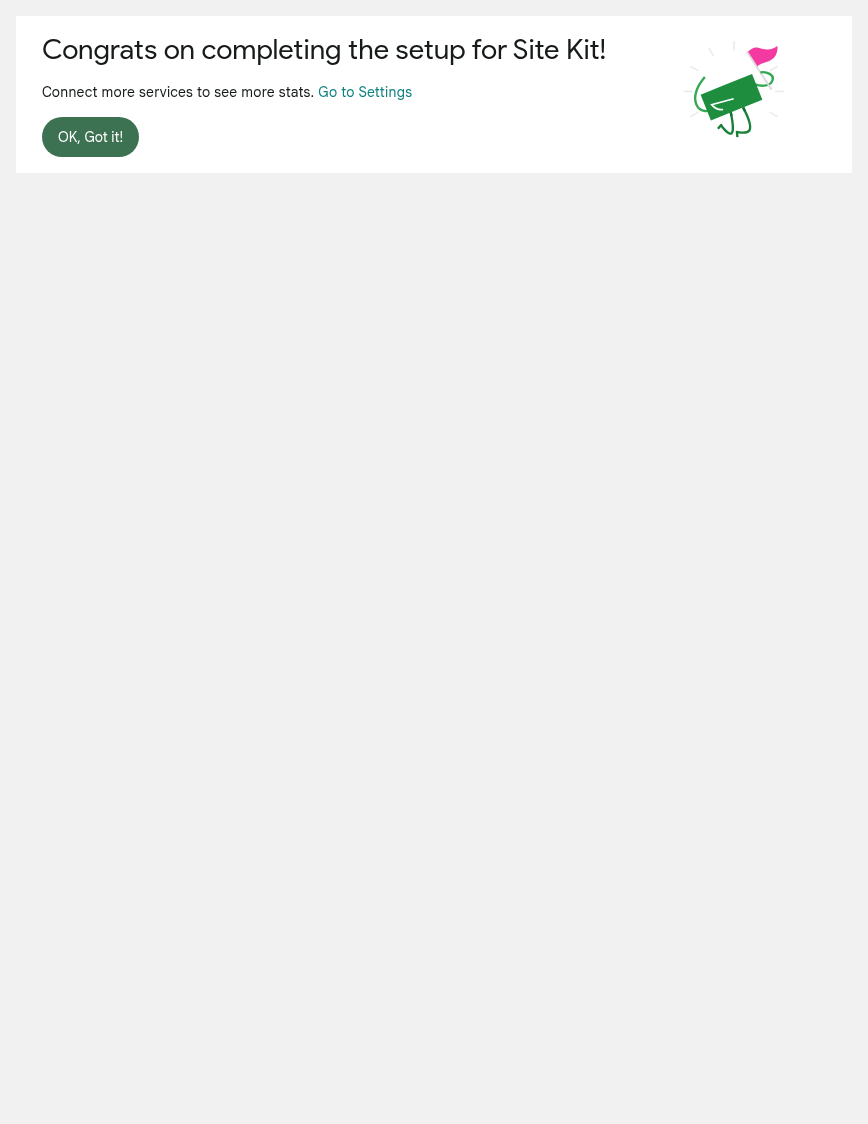 Congrats on completing the setup for Site Kit!
Connect more services to see more stats. Go to Settings
OK, Got it!